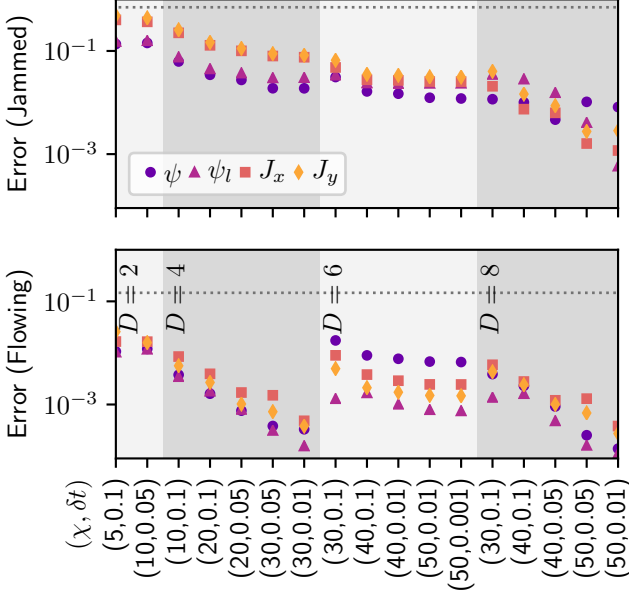 Error (Jammed)
10⁻¹
10⁻³
ψ ψ_l J_x J_y
Error (Flowing)
10⁻¹
10⁻³
D = 2
D = 4
D = 6
D = 8
(χ, δt)
(5,0.1)
(10,0.05)
(10,0.1)
(20,0.1)
(20,0.05)
(30,0.05)
(30,0.01)
(30,0.1)
(40,0.1)
(40,0.01)
(50,0.01)
(50,0.001)
(30,0.1)
(40,0.1)
(40,0.05)
(50,0.05)
(50,0.01)